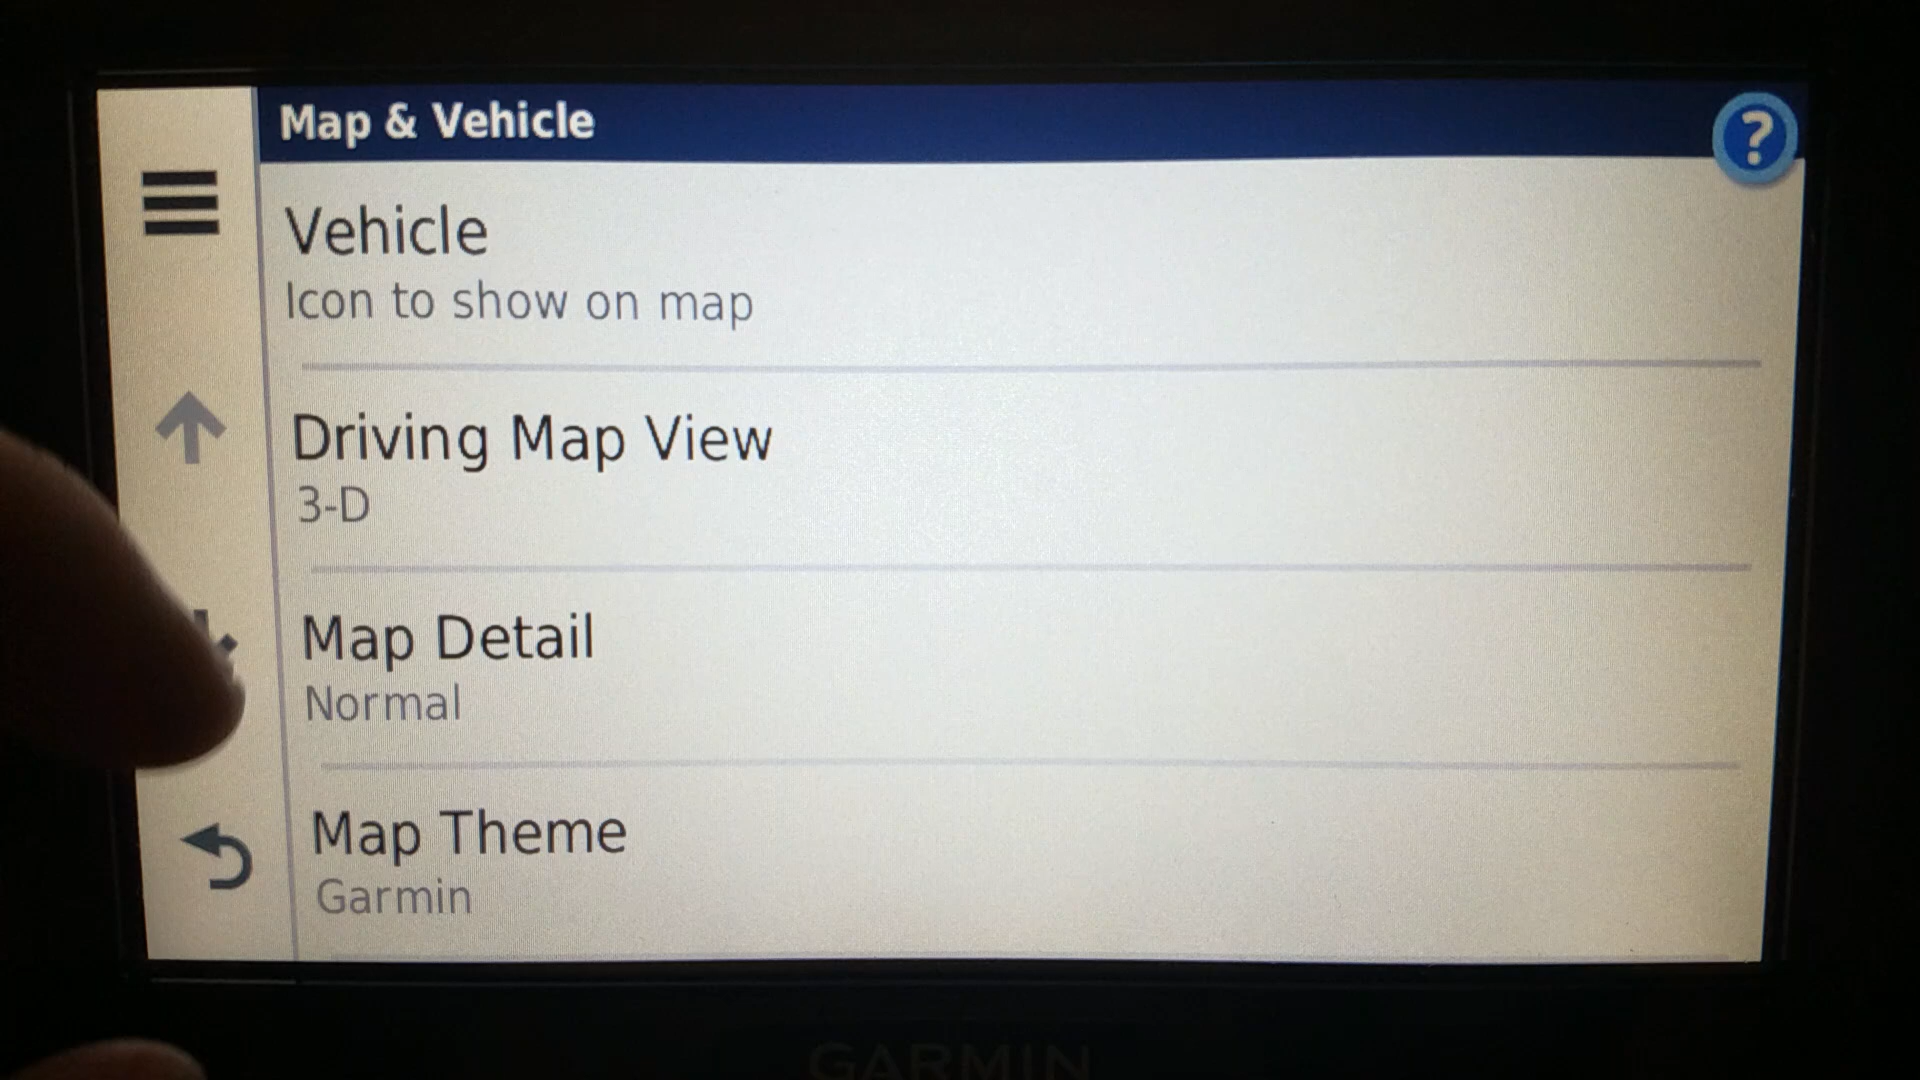 Map & Vehicle
?
Vehicle
Icon to show on map
Driving Map View
3-D
Map Detail
Normal
Map Theme
Garmin
GARMIN